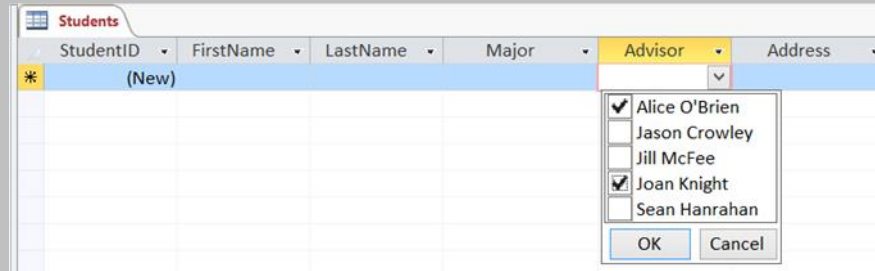 Students
StudentID FirstName LastName Major Advisor Address
(New)
Alice O'Brien
Jason Crowley
Jill McFee
Joan Knight
Sean Hanrahan
OK Cancel